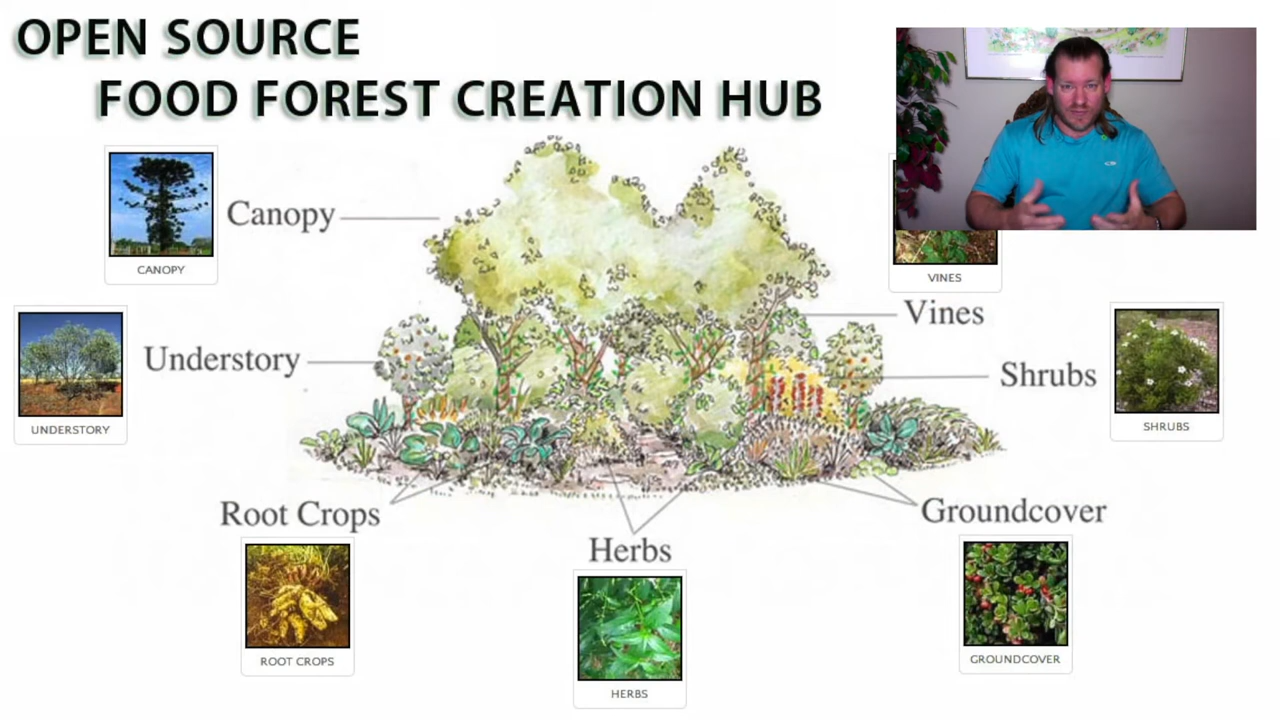 OPEN SOURCE
FOOD FOREST CREATION HUB
Canopy
CANOPY
VINES
Vines
Understory
UNDERSTORY
Shrubs
SHRUBS
Root Crops
ROOT CROPS
Herbs
HERBS
Groundcover
GROUNDCOVER